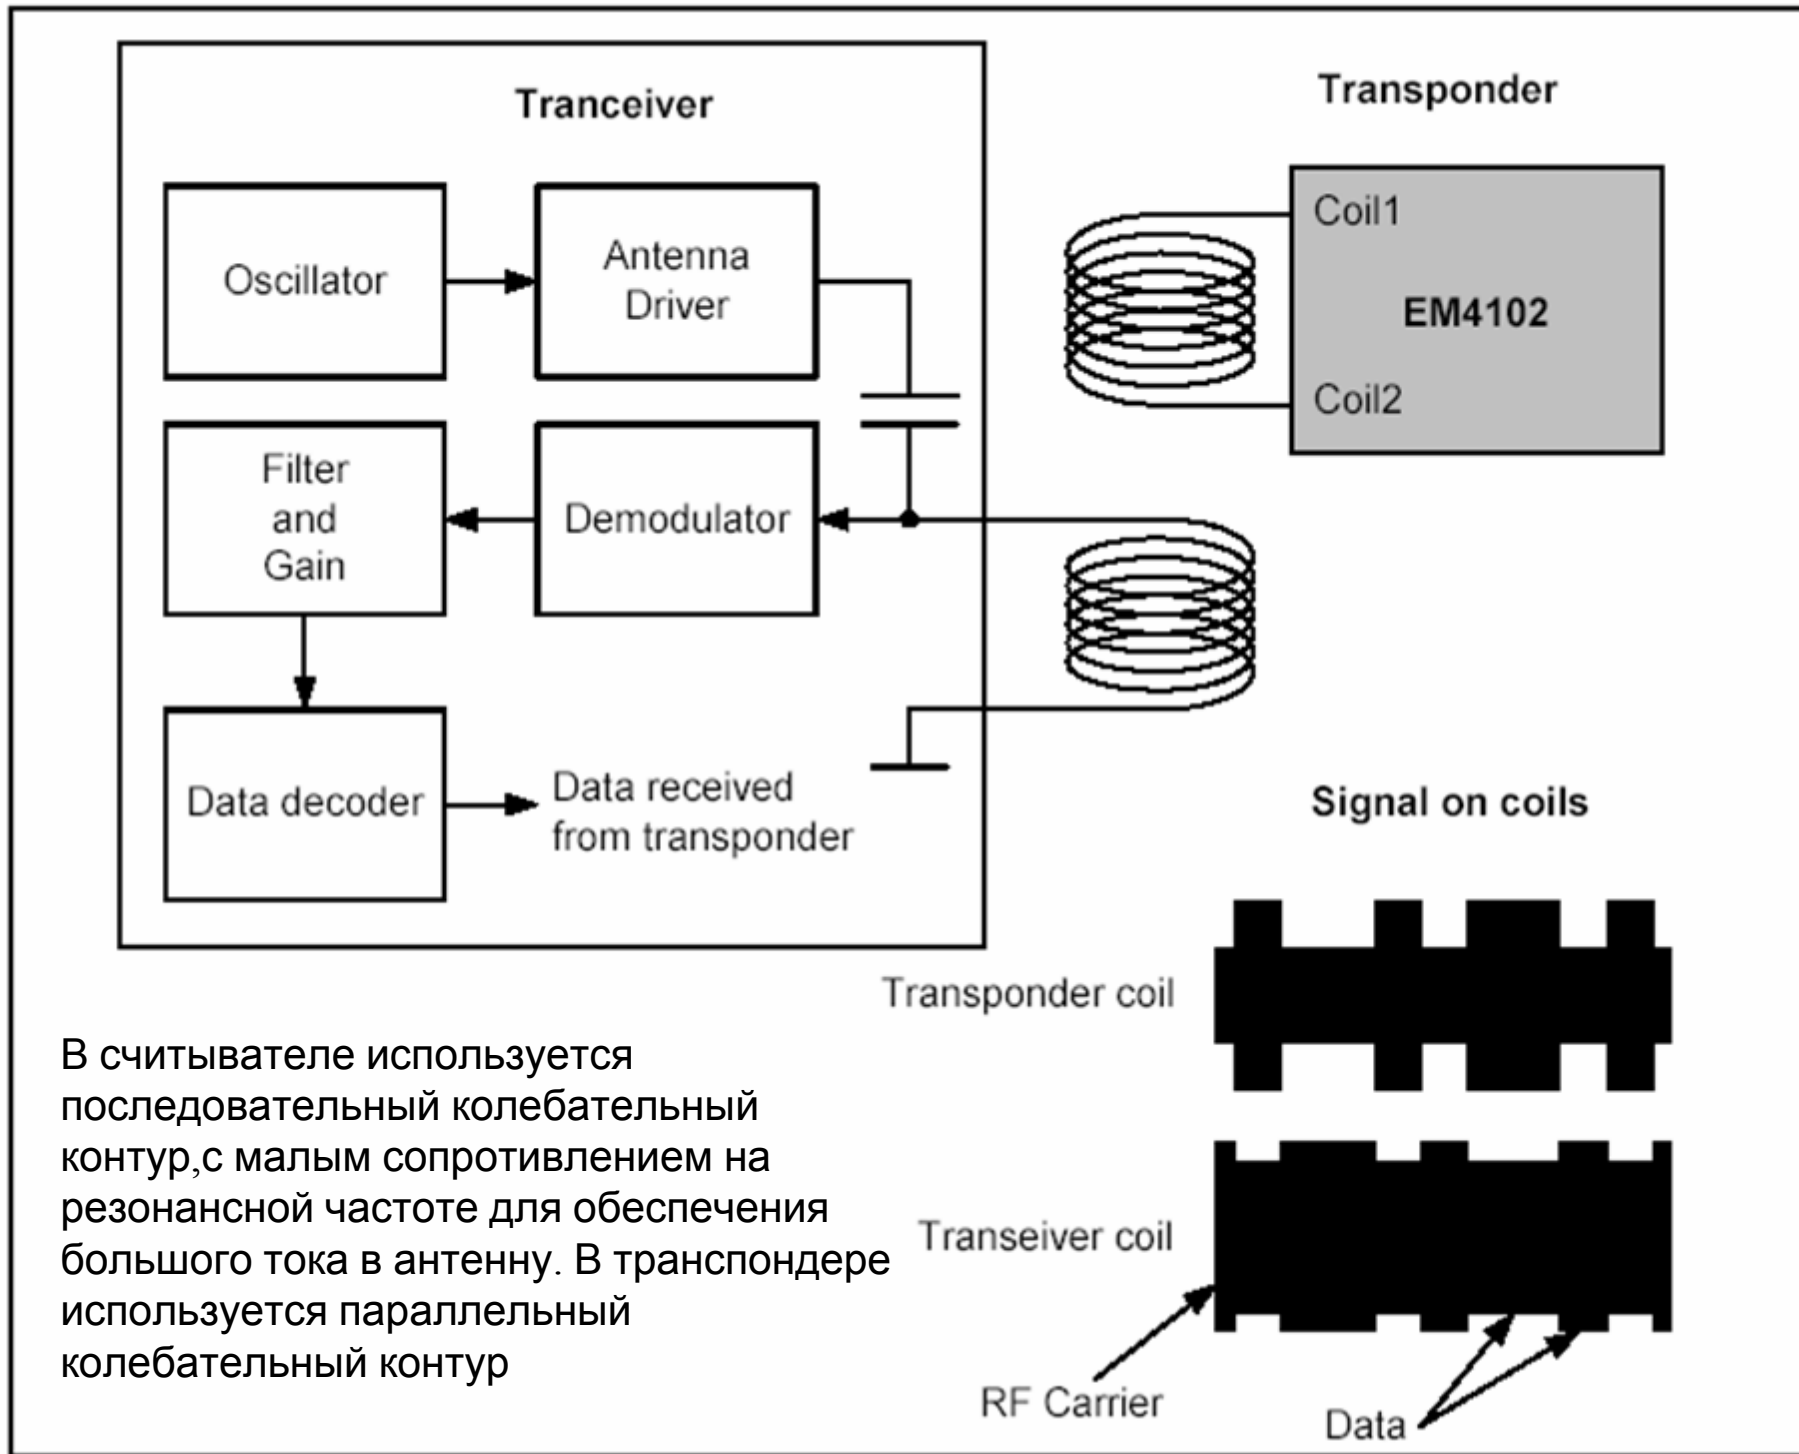 Tranceiver
Transponder
Oscillator
Antenna
Driver
Coil1
EM4102
Coil2
Filter
and
Gain
Demodulator
Data decoder
Data received
from transponder
Signal on coils
Transponder coil
Transeiver coil
RF Carrier
Data
В считывателе используется
последовательный колебательный
контур,с малым сопротивлением на
резонансной частоте для обеспечения
большого тока в антенну. В транспондере
используется параллельный
колебательный контур